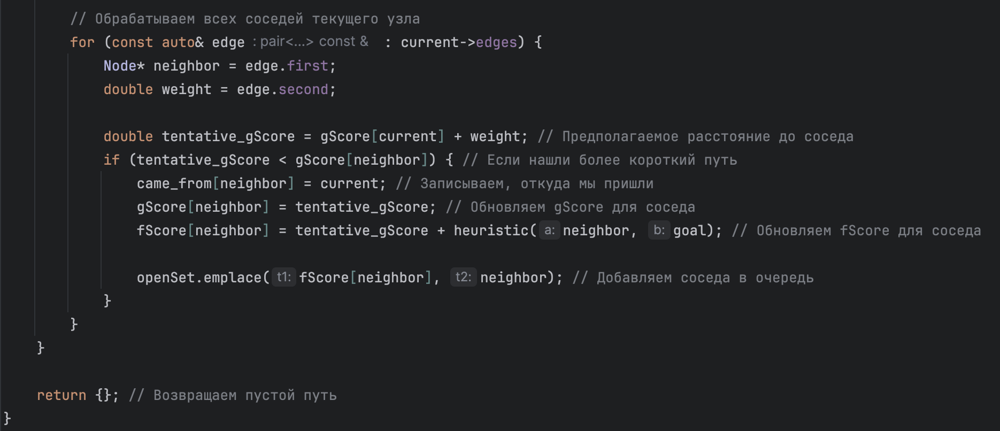 // Обрабатываем всех соседей текущего узла
for (const auto& edge : pair<...> const & : current->edges) {
Node* neighbor = edge.first;
double weight = edge.second;
double tentative_gScore = gScore[current] + weight; // Предполагаемое расстояние до соседа
if (tentative_gScore < gScore[neighbor]) { // Если нашли более короткий путь
came_from[neighbor] = current; // Записываем, откуда мы пришли
gScore[neighbor] = tentative_gScore; // Обновляем gScore для соседа
fScore[neighbor] = tentative_gScore + heuristic( a: neighbor, b: goal); // Обновляем fScore для соседа
openSet.emplace( t1: fScore[neighbor], t2: neighbor); // Добавляем соседа в очередь
}
}
}
return {}; // Возвращаем пустой путь
}